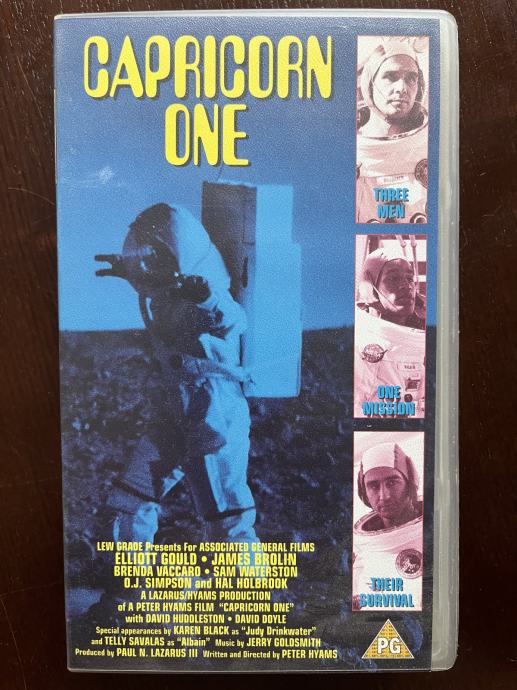 CAPRICORN
ONE
THREE
MEN
ONE
MISSION
THEIR
SURVIVAL
LEW GRADE Presents For ASSOCIATED GENERAL FILMS
ELLIOTT GOULD • JAMES BROLIN
BRENDA VACCARO • SAM WATERSTON
O.J. SIMPSON and HAL HOLBROOK
A LAZARUS/HYAMS PRODUCTION
of A PETER HYAMS FILM "CAPRICORN ONE"
with DAVID HUDDLESTON • DAVID DOYLE
Special appearances by KAREN BLACK as "Judy Drinkwater"
and TELLY SAVALAS as "Albain" Music by JERRY GOLDSMITH
Produced by PAUL N. LAZARUS III Written and Directed by PETER HYAMS
PG